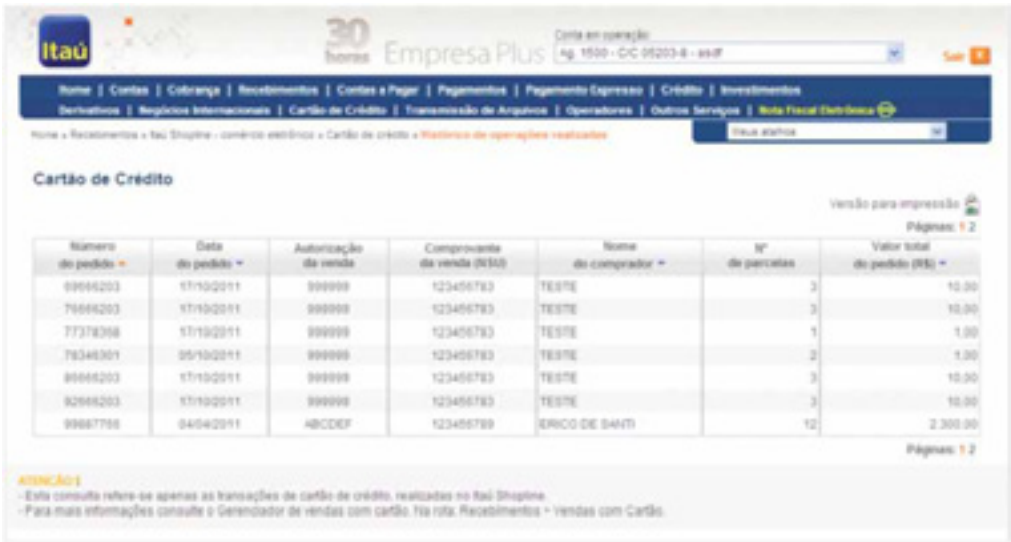 Itaú
30 horas
Empresa Plus
Conta em operação:
Ag. 1500 - C/C 05203-8 - asdf
Sair
Home | Contas | Cobrança | Recebimentos | Contas a Pagar | Pagamentos | Pagamento Expresso | Crédito | Investimentos
Derivativos | Negócios Internacionais | Cartão de Crédito | Transmissão de Arquivos | Operadores | Outros Serviços | Nota Fiscal Eletrônica
Home » Recebimentos » Itaú Shopline - comércio eletrônico » Cartão de crédito » Histórico de operações realizadas
Meus atalhos
Cartão de Crédito
Versão para impressão
Páginas: 1 2
Número do pedido Data do pedido Autorização da venda Comprovante da venda (NSU) Nome do comprador Nº de parcelas Valor total do pedido (R$)
69666203 17/10/2011 999999 123456783 TESTE 3 10,00
76666203 17/10/2011 999999 123456783 TESTE 3 10,00
77378368 17/10/2011 999999 123456783 TESTE 1 1,00
78346301 05/10/2011 999999 123456783 TESTE 2 1,00
17/10/2011 999999 123456783 TESTE 3 10,00
92666203 17/10/2011 999999 123456783 TESTE 3 10,00
99887766 04/04/2011 ABCDEF 123456789 ERICO DE SANTI 12 2.300,00
Páginas: 1 2
ATENÇÃO!
- Esta consulta refere-se apenas as transações de cartão de crédito, realizadas no Itaú Shopline.
- Para mais informações consulte o Gerenciador de vendas com cartão. Na rota: Recebimentos > Vendas com Cartão.